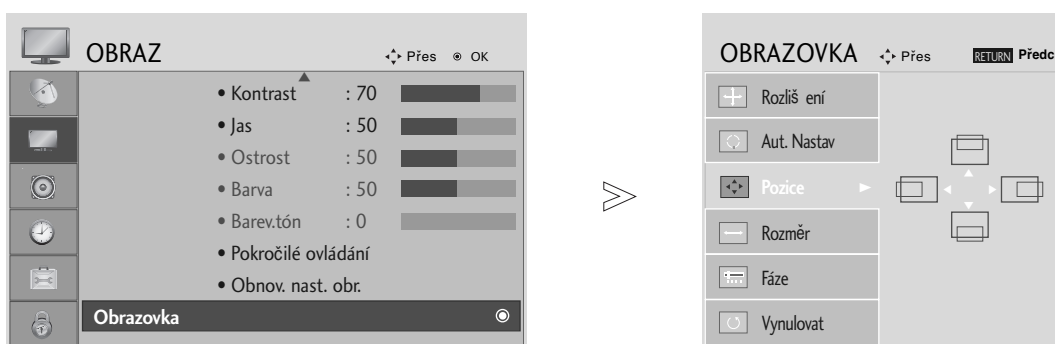 OBRAZ
Přes OK
• Kontrast : 70
• Jas : 50
• Ostrost : 50
• Barva : 50
• Barev.tón : 0
• Pokročilé ovládání
• Obnov. nast. obr.
Obrazovka
OBRAZOVKA Přes RETURN Předc
Rozliš ení
Aut. Nastav
Pozice
Rozměr
Fáze
Vynulovat